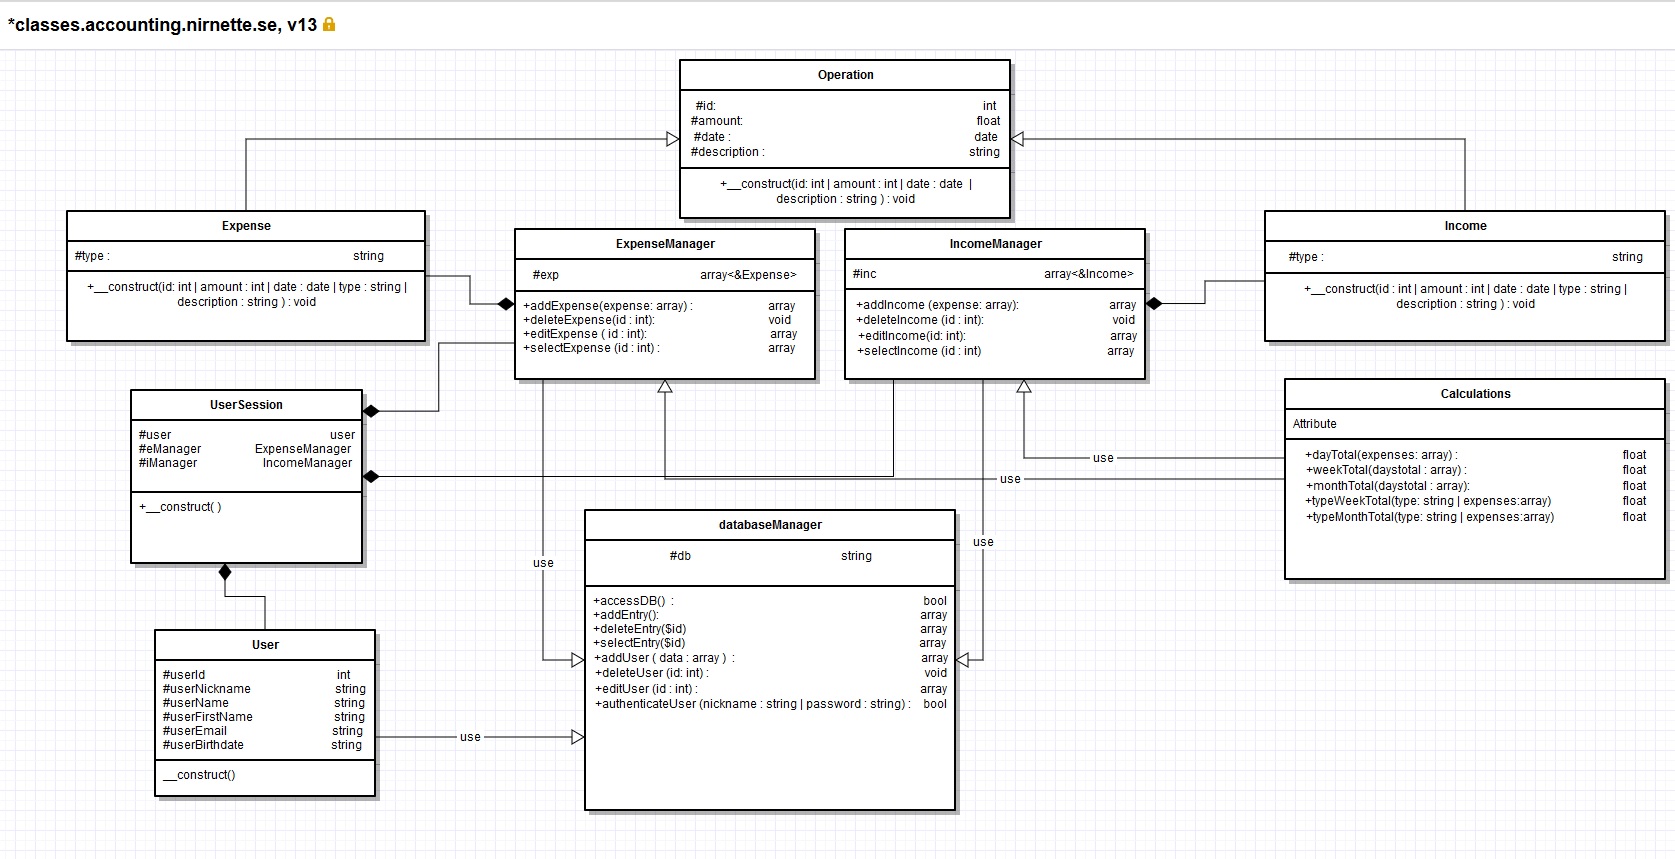 *classes.accounting.nirnette.se, v13
Operation
#id: int
#amount: float
#date : date
#description : string
+__construct(id: int | amount : int | date : date |
description : string ) : void
Expense
#type : string
+__construct(id: int | amount : int | date : date | type : string |
description : string ) : void
ExpenseManager
#exp array<&Expense>
+addExpense(expense: array) : array
+deleteExpense(id : int): void
+editExpense ( id : int): array
+selectExpense (id : int) : array
IncomeManager
#inc array<&Income>
+addIncome (expense: array): array
+deleteIncome (id : int): void
+editIncome(id: int): array
+selectIncome (id : int) array
Income
#type : string
+__construct(id : int | amount : int | date : date | type : string |
description : string ) : void
UserSession
#user user
#eManager ExpenseManager
#iManager IncomeManager
+__construct( )
Calculations
Attribute
+dayTotal(expenses: array) : float
+weekTotal(daystotal : array) : float
+monthTotal(daystotal : array): float
+typeWeekTotal(type: string | expenses:array) float
+typeMonthTotal(type: string | expenses:array) float
use
use
use
use
databaseManager
#db string
+accessDB() : bool
+addEntry(): array
+deleteEntry($id) array
+selectEntry($id) array
+addUser ( data : array ) : array
+deleteUser (id: int) : void
+editUser (id : int) : array
+authenticateUser (nickname : string | password : string) : bool
User
#userId int
#userNickname string
#userName string
#userFirstName string
#userEmail string
#userBirthdate string
__construct()
use